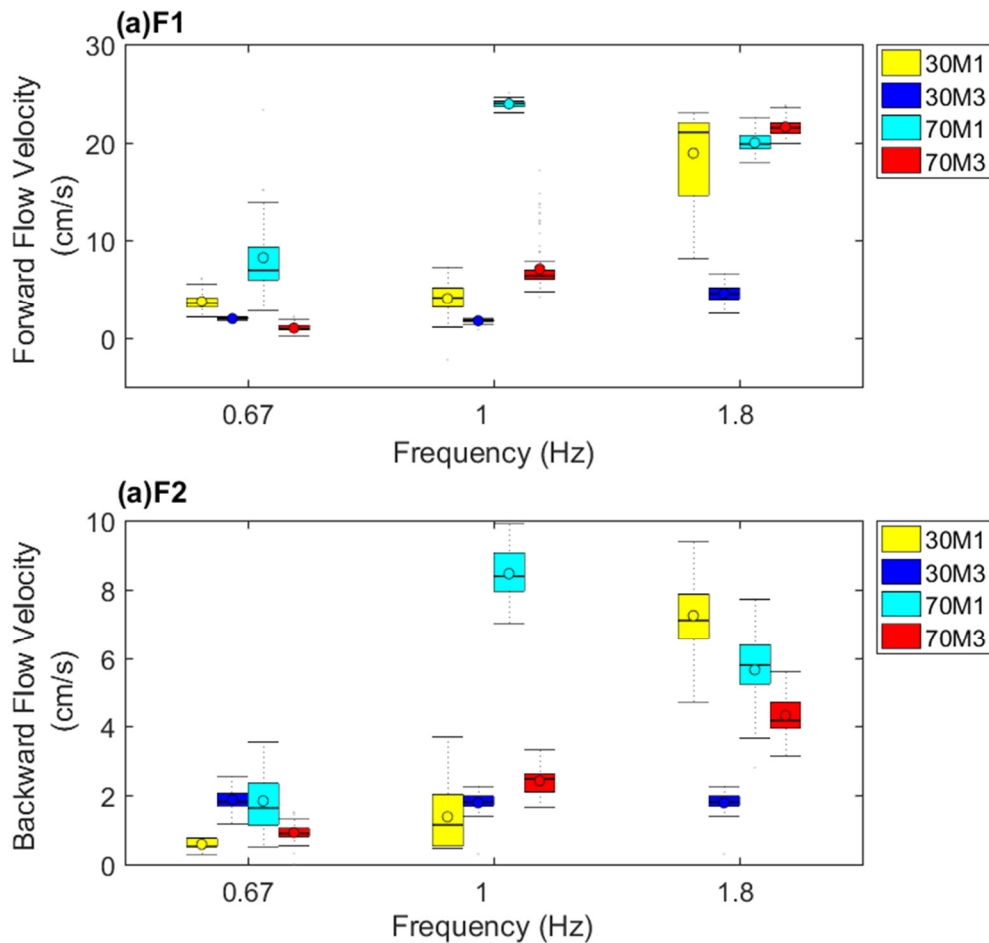 (a)F1
Forward Flow Velocity
(cm/s)
30
20
10
0
0.67
1
1.8
Frequency (Hz)
30M1
30M3
70M1
70M3
(a)F2
Backward Flow Velocity
(cm/s)
10
8
6
4
2
0
0.67
1
1.8
Frequency (Hz)
30M1
30M3
70M1
70M3